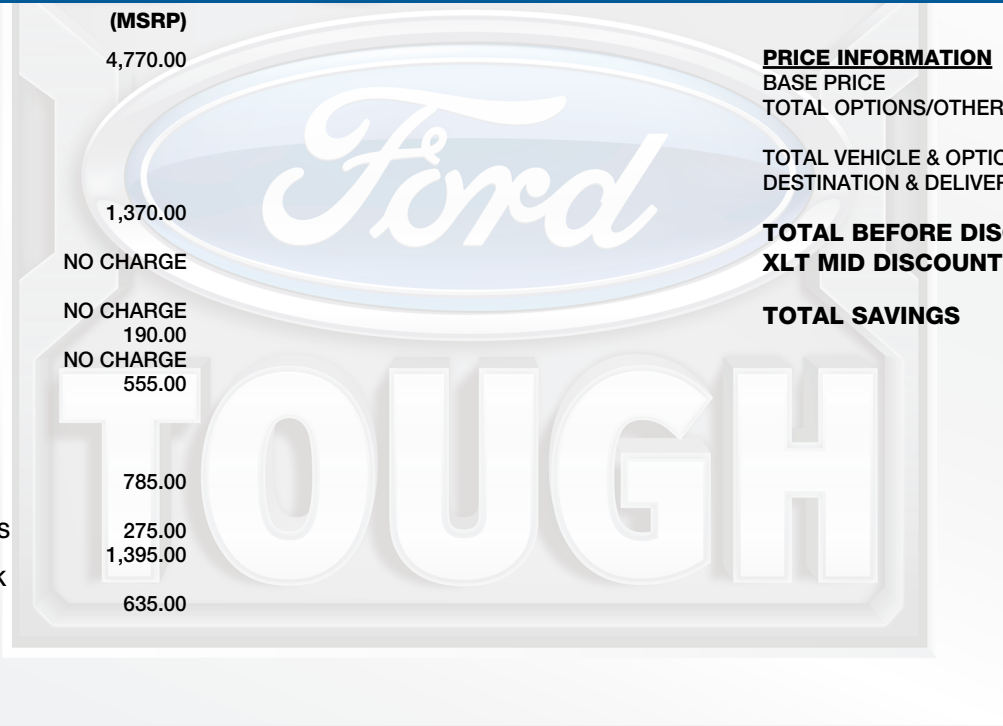 (MSRP)
4,770.00
1,370.00
NO CHARGE
NO CHARGE
190.00
NO CHARGE
555.00
785.00
S 275.00
1,395.00
K
635.00
PRICE INFORMATION
BASE PRICE
TOTAL OPTIONS/OTHER
TOTAL VEHICLE & OPTIO
DESTINATION & DELIVER
TOTAL BEFORE DIS
XLT MID DISCOUNT
TOTAL SAVINGS
Ford
TOUGH